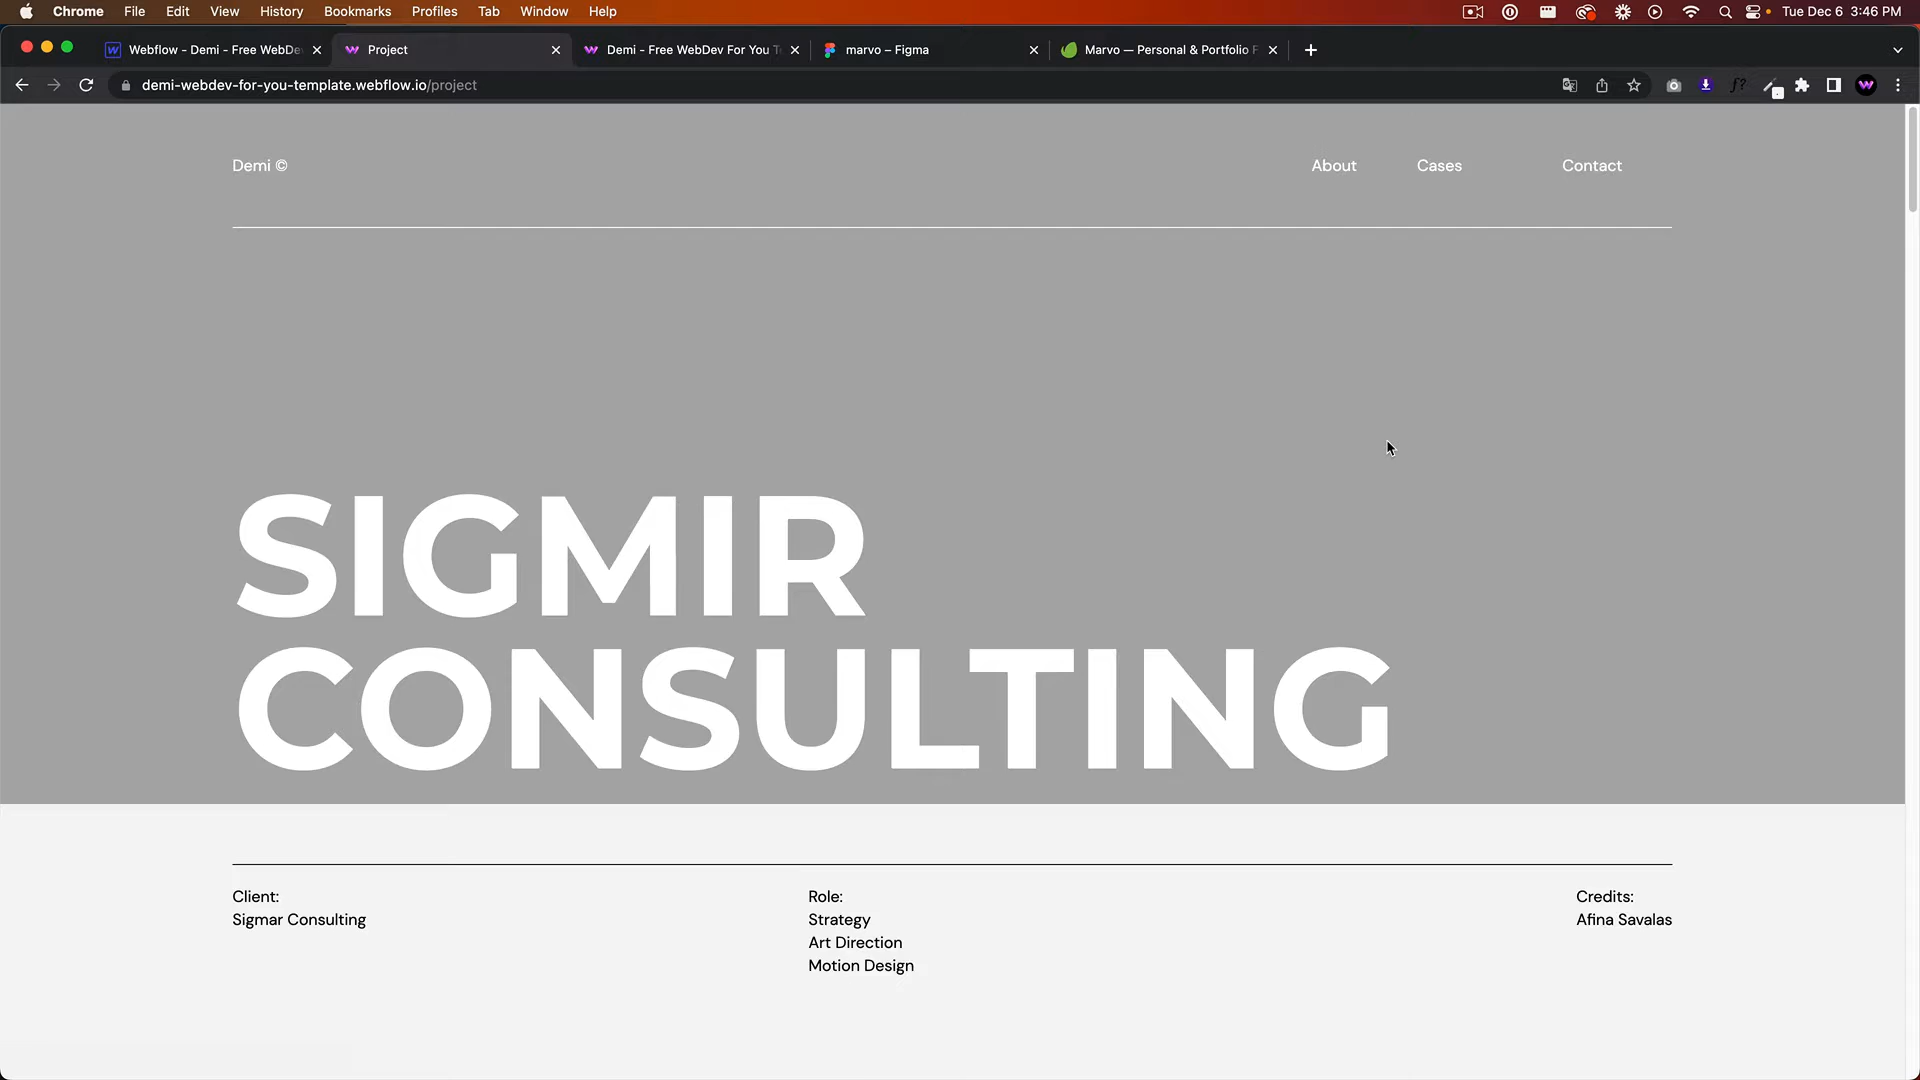 Chrome File Edit View History Bookmarks Profiles Tab Window Help Tue Dec 6 3:46 PM
Webflow - Demi - Free WebDe Project Demi - Free WebDev For You T marvo – Figma Marvo — Personal & Portfolio F
demi-webdev-for-you-template.webflow.io/project
Demi © About Cases Contact
SIGMIR
CONSULTING
Client:
Sigmar Consulting
Role:
Strategy
Art Direction
Motion Design
Credits:
Afina Savalas